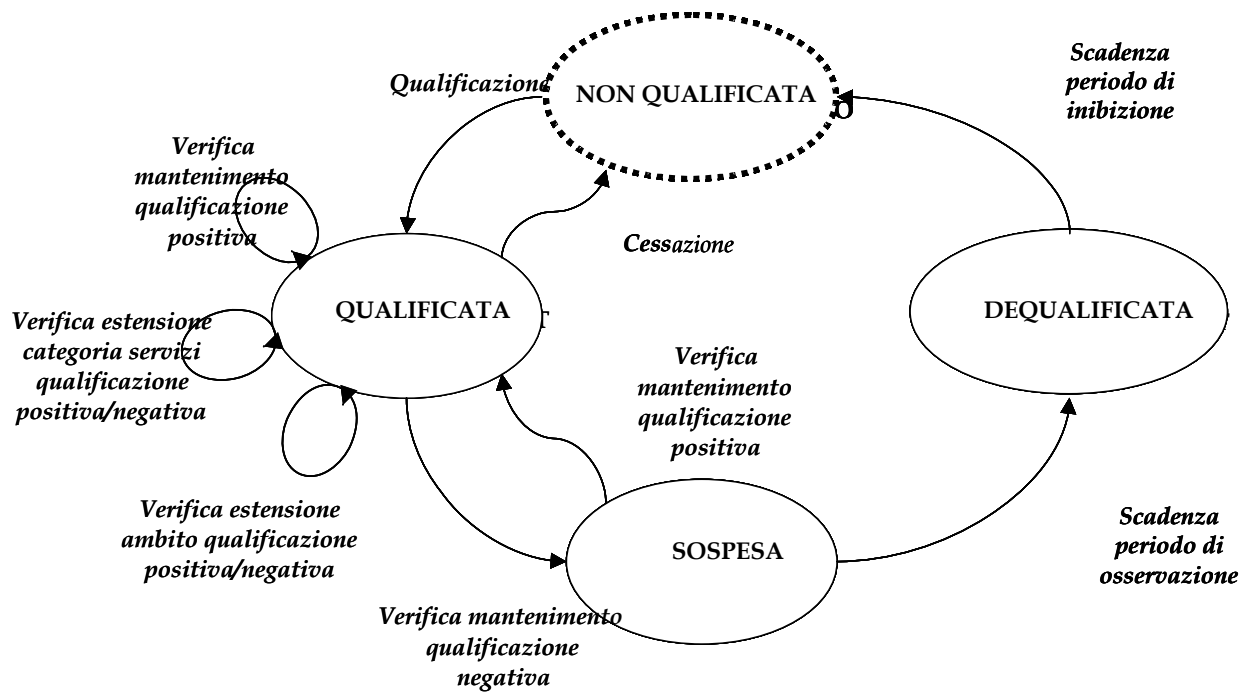 Scadenza
periodo di
inibizione
Qualificazione
NON QUALIFICATA
O
Verifica
mantenimento
qualificazione
positiva
Cessazione
QUALIFICATA
DEQUALIFICATA
Verifica estensione
categoria servizi
qualificazione
positiva/negativa
Verifica
mantenimento
qualificazione
positiva
Verifica estensione
ambito qualificazione
positiva/negativa
SOSPESA
Scadenza
periodo di
osservazione
Verifica mantenimento
qualificazione
negativa